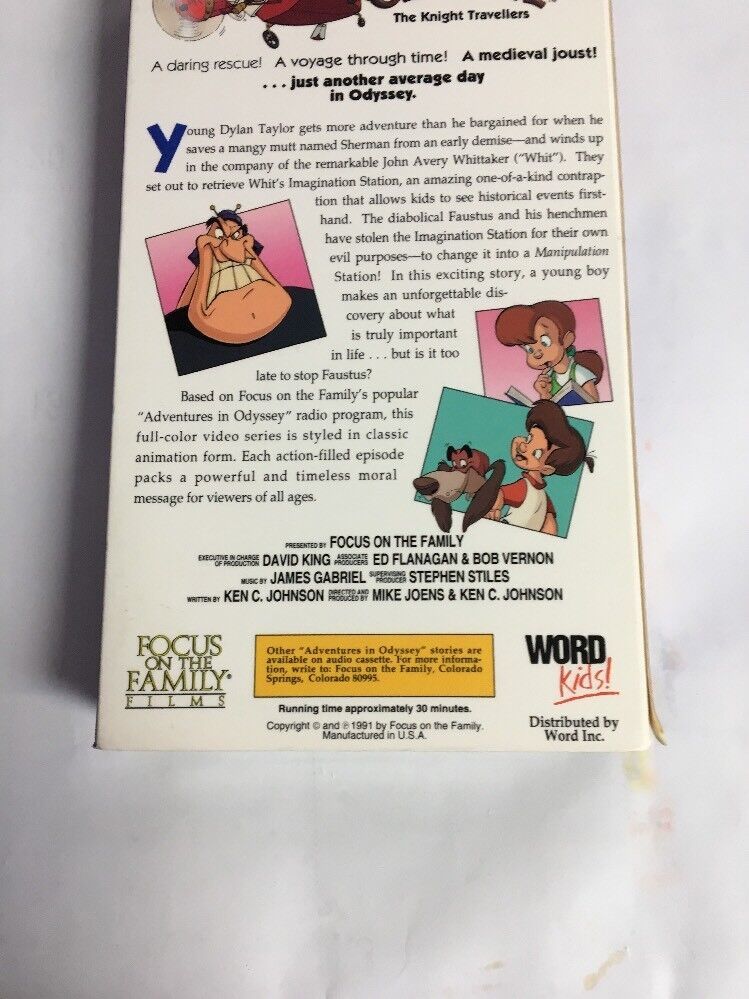 The Knight Travellers
A daring rescue! A voyage through time! A medieval joust!
. . . just another average day
in Odyssey.
Young Dylan Taylor gets more adventure than he bargained for when he
saves a mangy mutt named Sherman from an early demise—and winds up
in the company of the remarkable John Avery Whittaker ("Whit"). They
set out to retrieve Whit's Imagination Station, an amazing one-of-a-kind contrap-
tion that allows kids to see historical events first-
hand. The diabolical Faustus and his henchmen
have stolen the Imagination Station for their own
evil purposes—to change it into a Manipulation
Station! In this exciting story, a young boy
makes an unforgettable dis-
covery about what
is truly important
in life . . . but is it too
late to stop Faustus?
Based on Focus on the Family's popular
"Adventures in Odyssey" radio program, this
full-color video series is styled in classic
animation form. Each action-filled episode
packs a powerful and timeless moral
message for viewers of all ages.
PRESENTED BY FOCUS ON THE FAMILY
EXECUTIVE IN CHARGE OF PRODUCTION DAVID KING ASSOCIATE PRODUCERS ED FLANAGAN & BOB VERNON
MUSIC BY JAMES GABRIEL SUPERVISING PRODUCER STEPHEN STILES
WRITTEN BY KEN C. JOHNSON DIRECTED AND PRODUCED BY MIKE JOENS & KEN C. JOHNSON
FOCUS
ON THE
FAMILY®
FILMS
Other "Adventures in Odyssey" stories are
available on audio cassette. For more informa-
tion, write to: Focus on the Family, Colorado
Springs, Colorado 80995.
Running time approximately 30 minutes.
Copyright © and ℗ 1991 by Focus on the Family.
Manufactured in U.S.A.
WORD
Kids!
Distributed by
Word Inc.